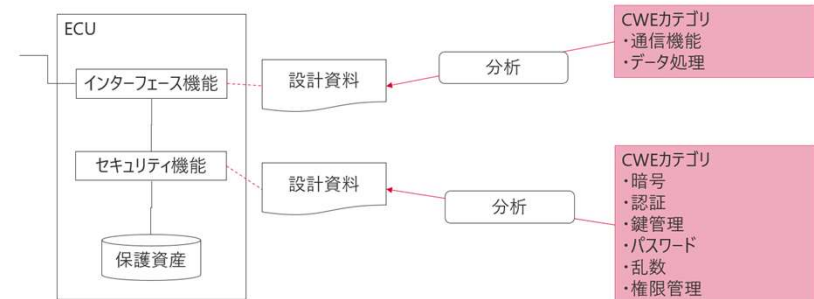 ECU
インターフェース機能
セキュリティ機能
保護資産
設計資料
分析
CWEカテゴリ
・通信機能
・データ処理
設計資料
分析
CWEカテゴリ
・暗号
・認証
・鍵管理
・パスワード
・乱数
・権限管理